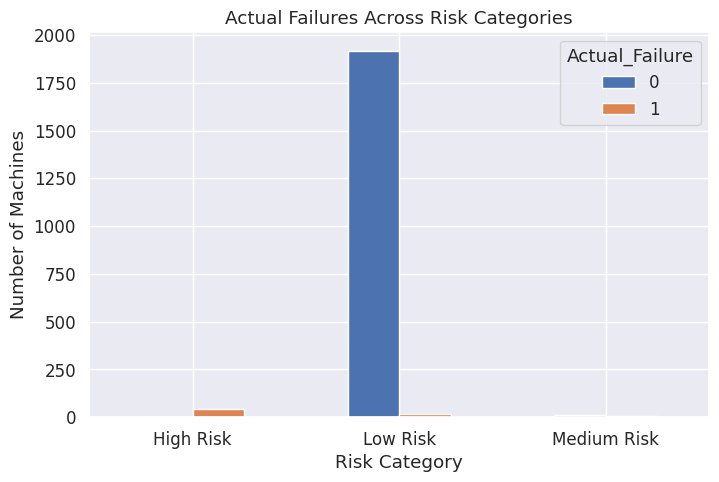 Actual Failures Across Risk Categories
Number of Machines
2000
1750
1500
1250
1000
750
500
250
0
Actual_Failure
0
1
High Risk
Low Risk
Medium Risk
Risk Category